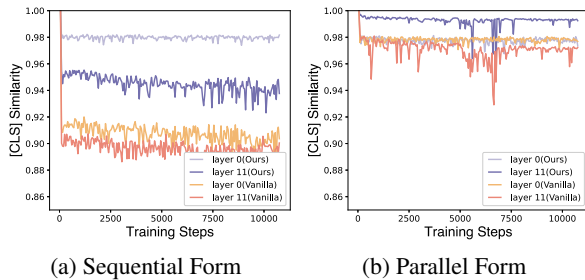 1.00
0.98
0.96
0.94
0.92
0.90
0.88
0.86
[CLS] Similarity
0 2500 5000 7500 10000
Training Steps
layer 0(Ours)
layer 11(Ours)
layer 0(Vanilla)
layer 11(Vanilla)
(a) Sequential Form
1.00
0.98
0.96
0.94
0.92
0.90
0.88
0.86
[CLS] Similarity
0 2500 5000 7500 10000
Training Steps
layer 0(Ours)
layer 11(Ours)
layer 0(Vanilla)
layer 11(Vanilla)
(b) Parallel Form